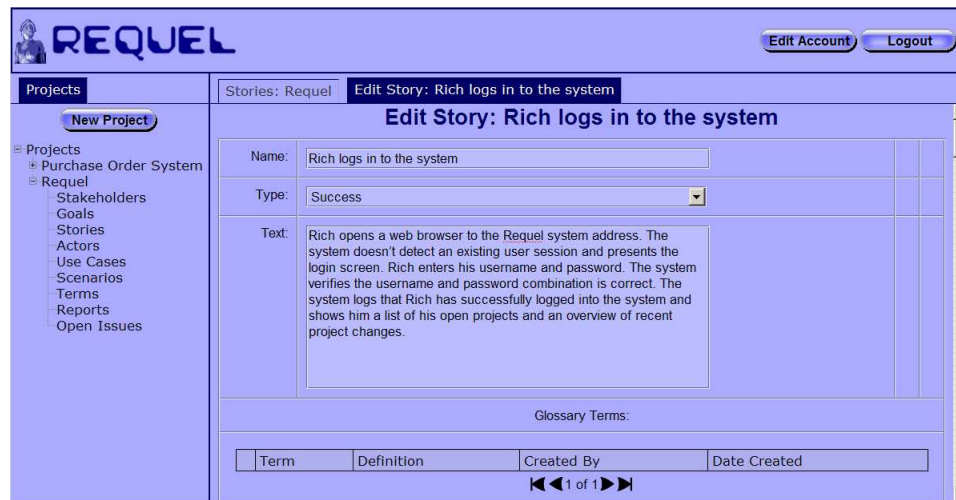 REQUEL
Edit Account
Logout
Projects
New Project
Projects
Purchase Order System
Requel
Stakeholders
Goals
Stories
Actors
Use Cases
Scenarios
Terms
Reports
Open Issues
Stories: Requel
Edit Story: Rich logs in to the system
Edit Story: Rich logs in to the system
Name: Rich logs in to the system
Type: Success
Text: Rich opens a web browser to the Requel system address. The
system doesn't detect an existing user session and presents the
login screen. Rich enters his username and password. The system
verifies the username and password combination is correct. The
system logs that Rich has successfully logged into the system and
shows him a list of his open projects and an overview of recent
project changes.
Glossary Terms:
Term Definition Created By Date Created
1 of 1